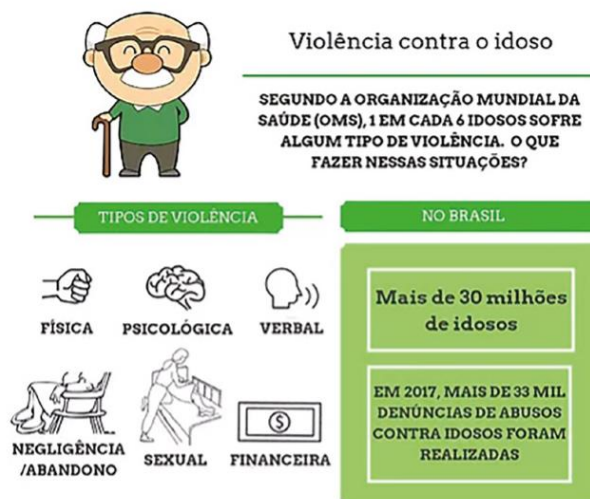 Violência contra o idoso
SEGUNDO A ORGANIZAÇÃO MUNDIAL DA
SAÚDE (OMS), 1 EM CADA 6 IDOSOS SOFRE
ALGUM TIPO DE VIOLÊNCIA. O QUE
FAZER NESSAS SITUAÇÕES?
TIPOS DE VIOLÊNCIA
FÍSICA
PSICOLÓGICA
VERBAL
NEGLIGÊNCIA
/ABANDONO
SEXUAL
$
FINANCEIRA
NO BRASIL
Mais de 30 milhões
de idosos
EM 2017, MAIS DE 33 MIL
DENÚNCIAS DE ABUSOS
CONTRA IDOSOS FORAM
REALIZADAS